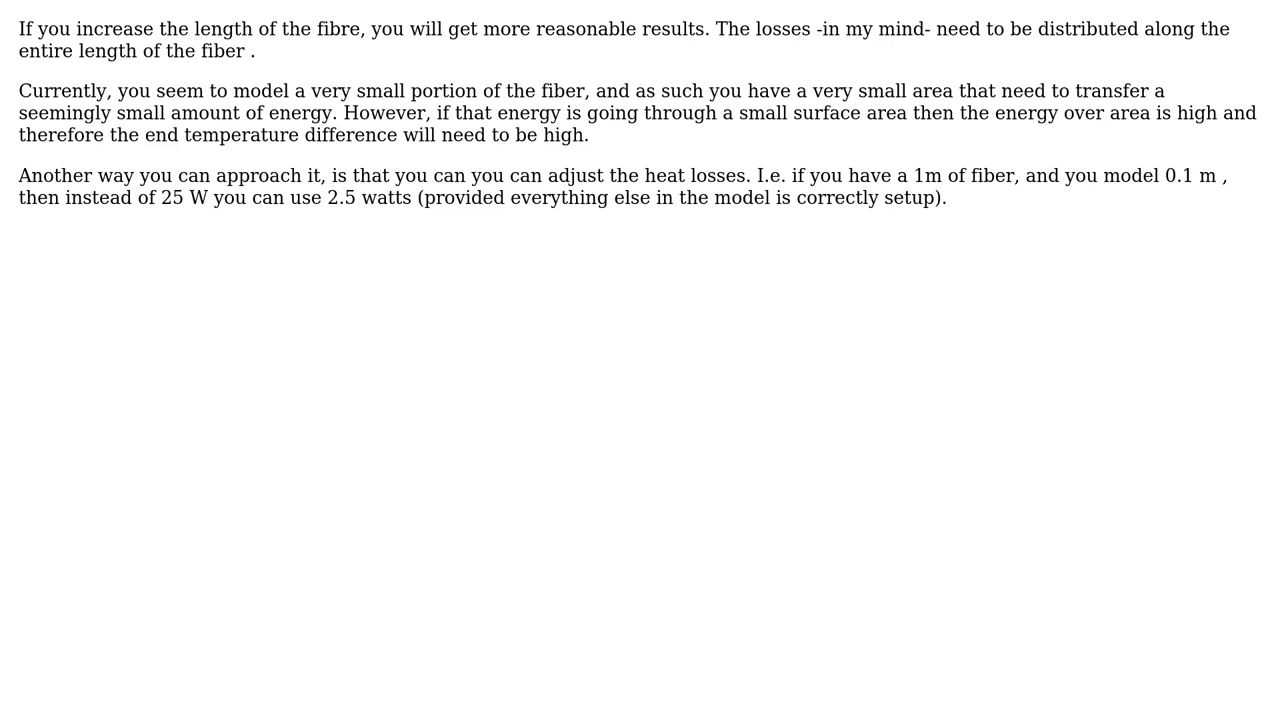 If you increase the length of the fibre, you will get more reasonable results. The losses -in my mind- need to be distributed along the
entire length of the fiber .
Currently, you seem to model a very small portion of the fiber, and as such you have a very small area that need to transfer a
seemingly small amount of energy. However, if that energy is going through a small surface area then the energy over area is high and
therefore the end temperature difference will need to be high.
Another way you can approach it, is that you can you can adjust the heat losses. I.e. if you have a 1m of fiber, and you model 0.1 m ,
then instead of 25 W you can use 2.5 watts (provided everything else in the model is correctly setup).